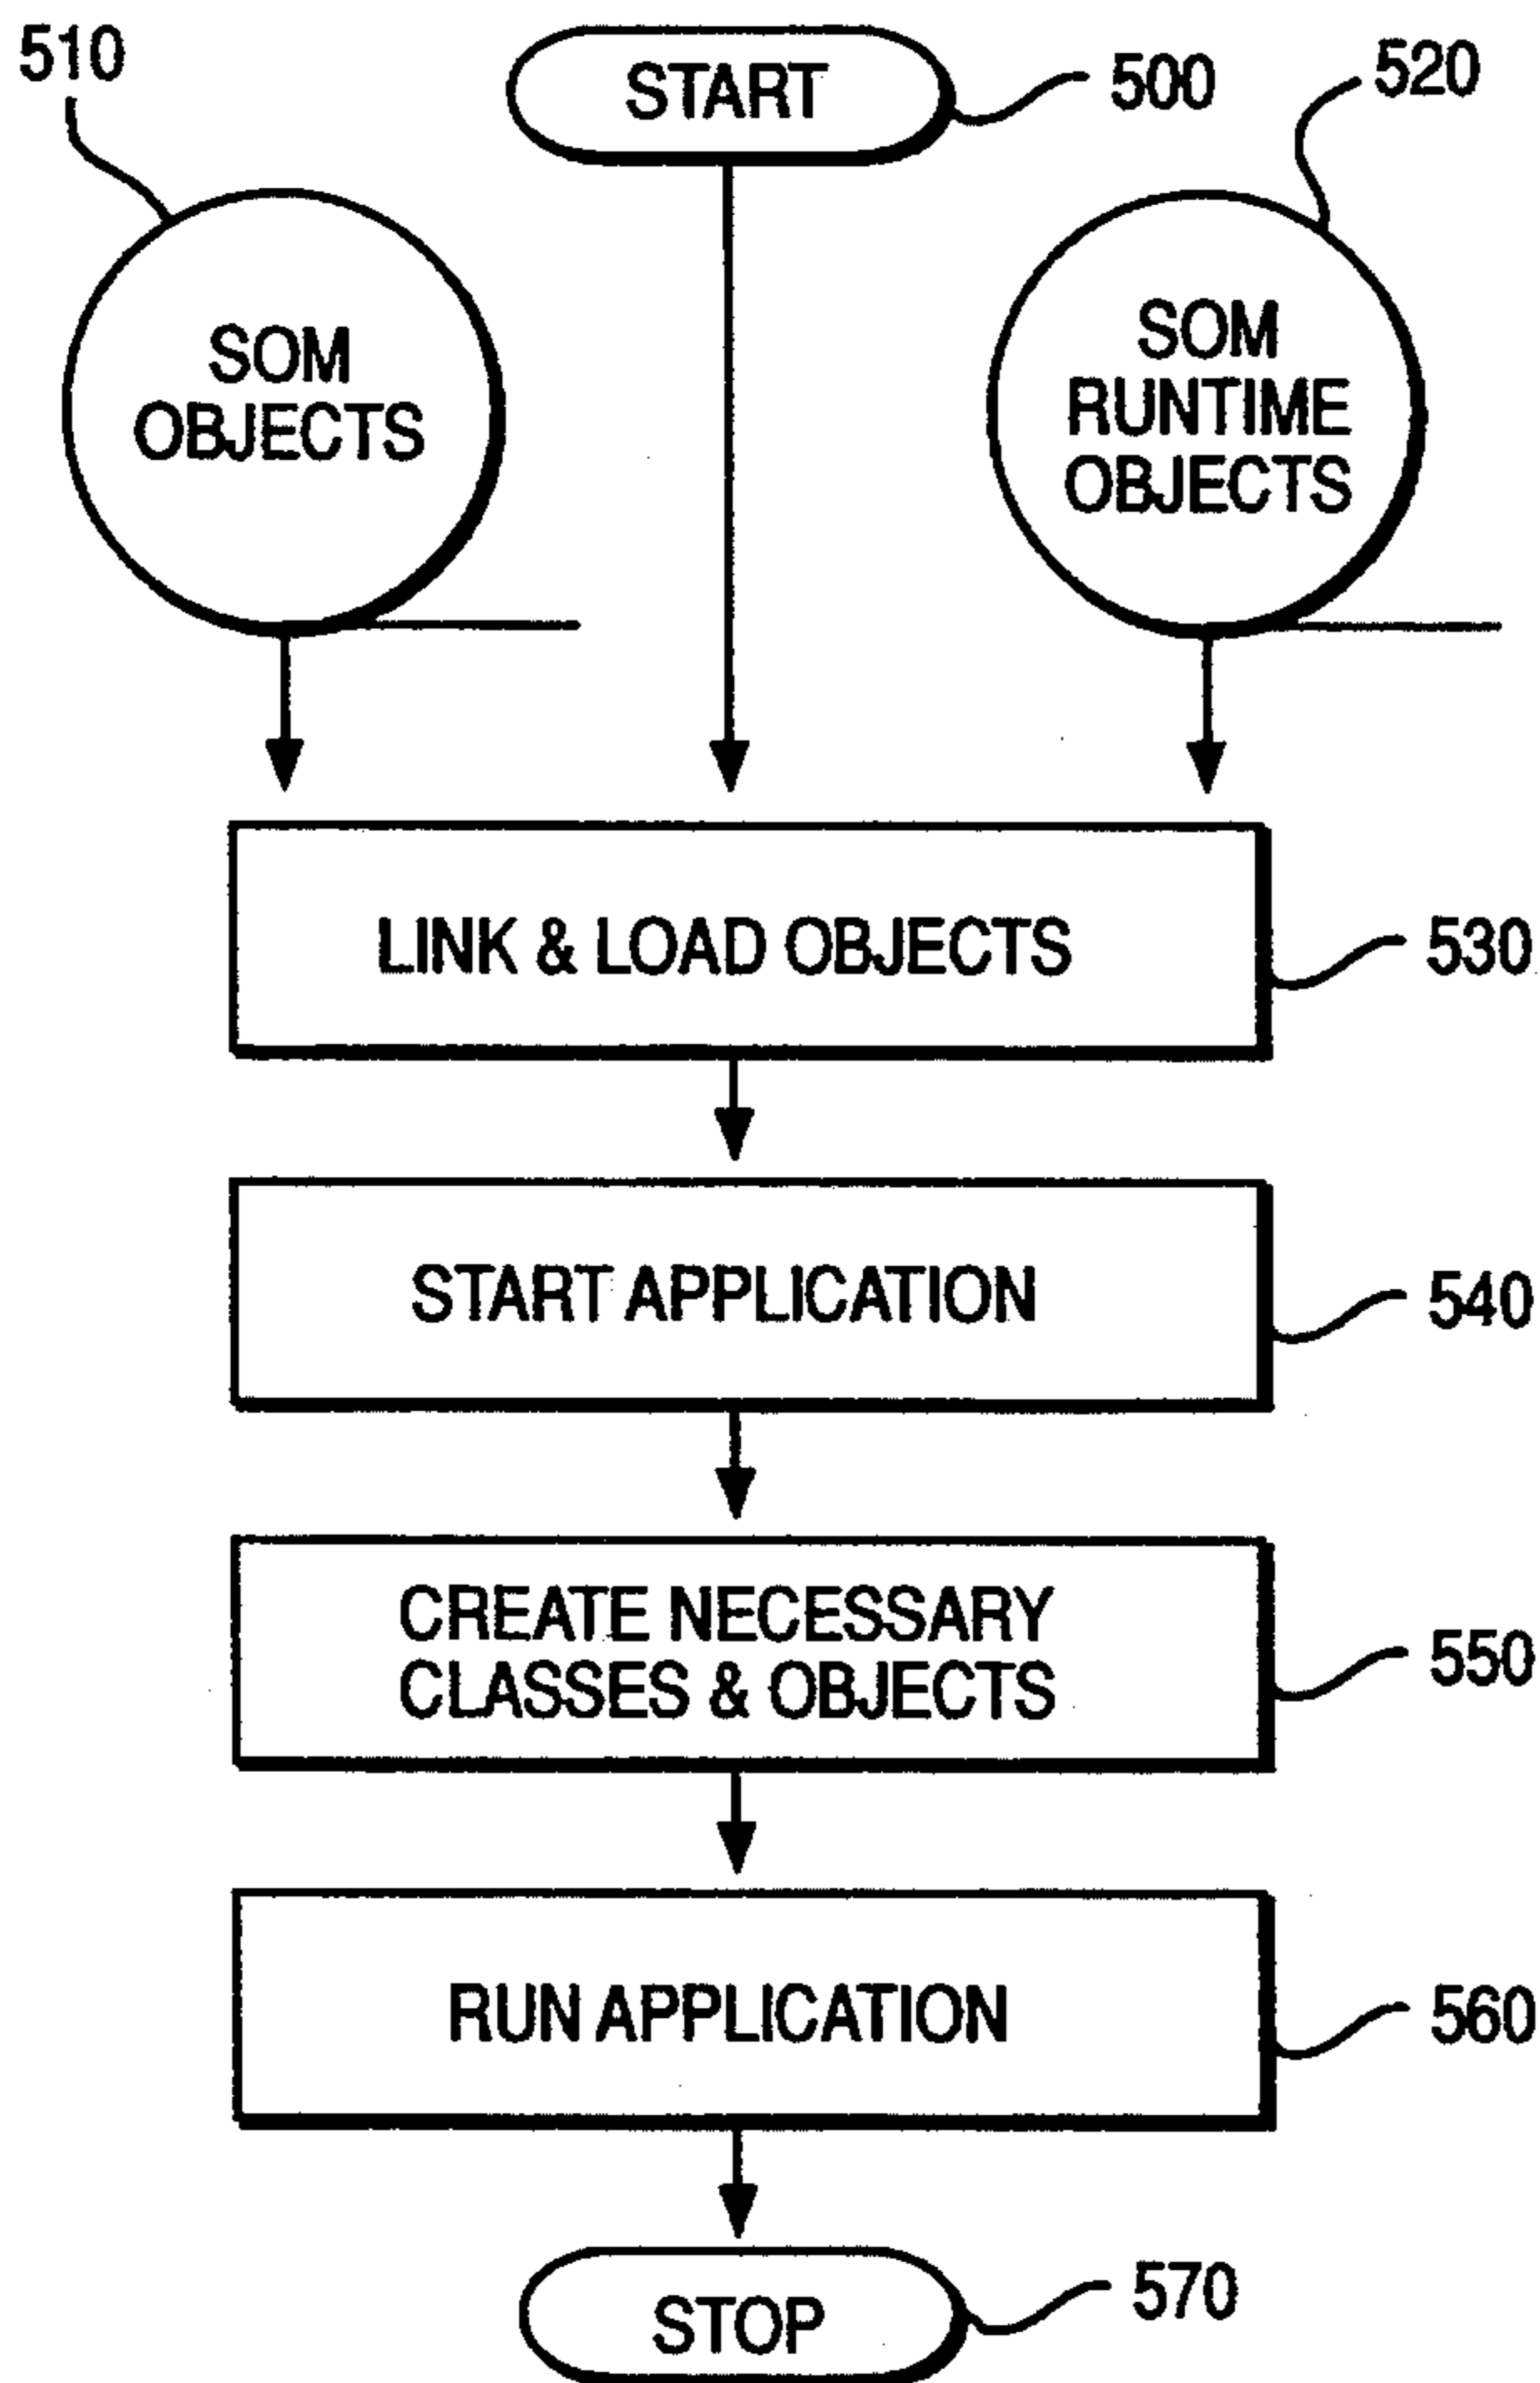 510
START
500
520
SOM
OBJECTS
SOM
RUNTIME
OBJECTS
LINK & LOAD OBJECTS
530
START APPLICATION
540
CREATE NECESSARY
CLASSES & OBJECTS
550
RUN APPLICATION
560
STOP
570